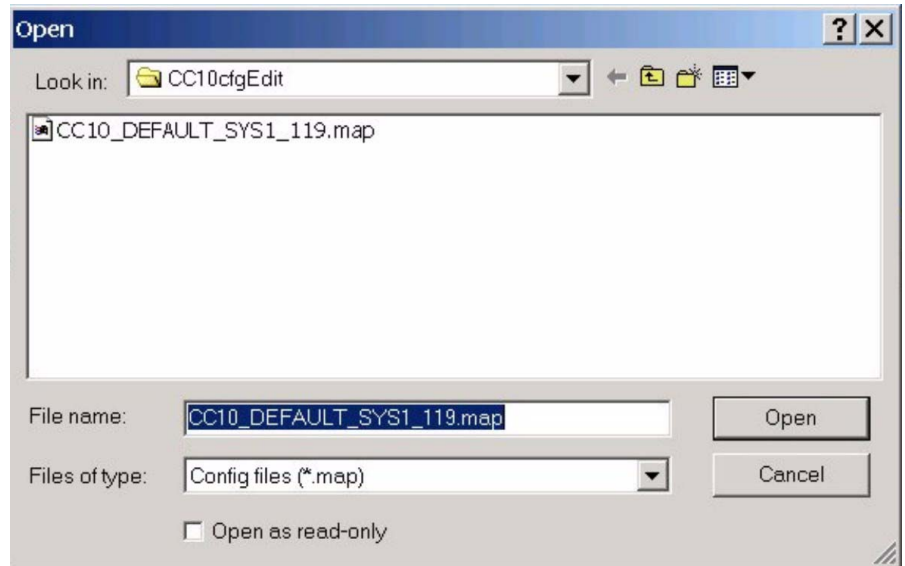 Open
Look in: CC10cfgEdit
CC10_DEFAULT_SYS1_119.map
File name: CC10_DEFAULT_SYS1_119.map Open
Files of type: Config files (*.map) Cancel
Open as read-only